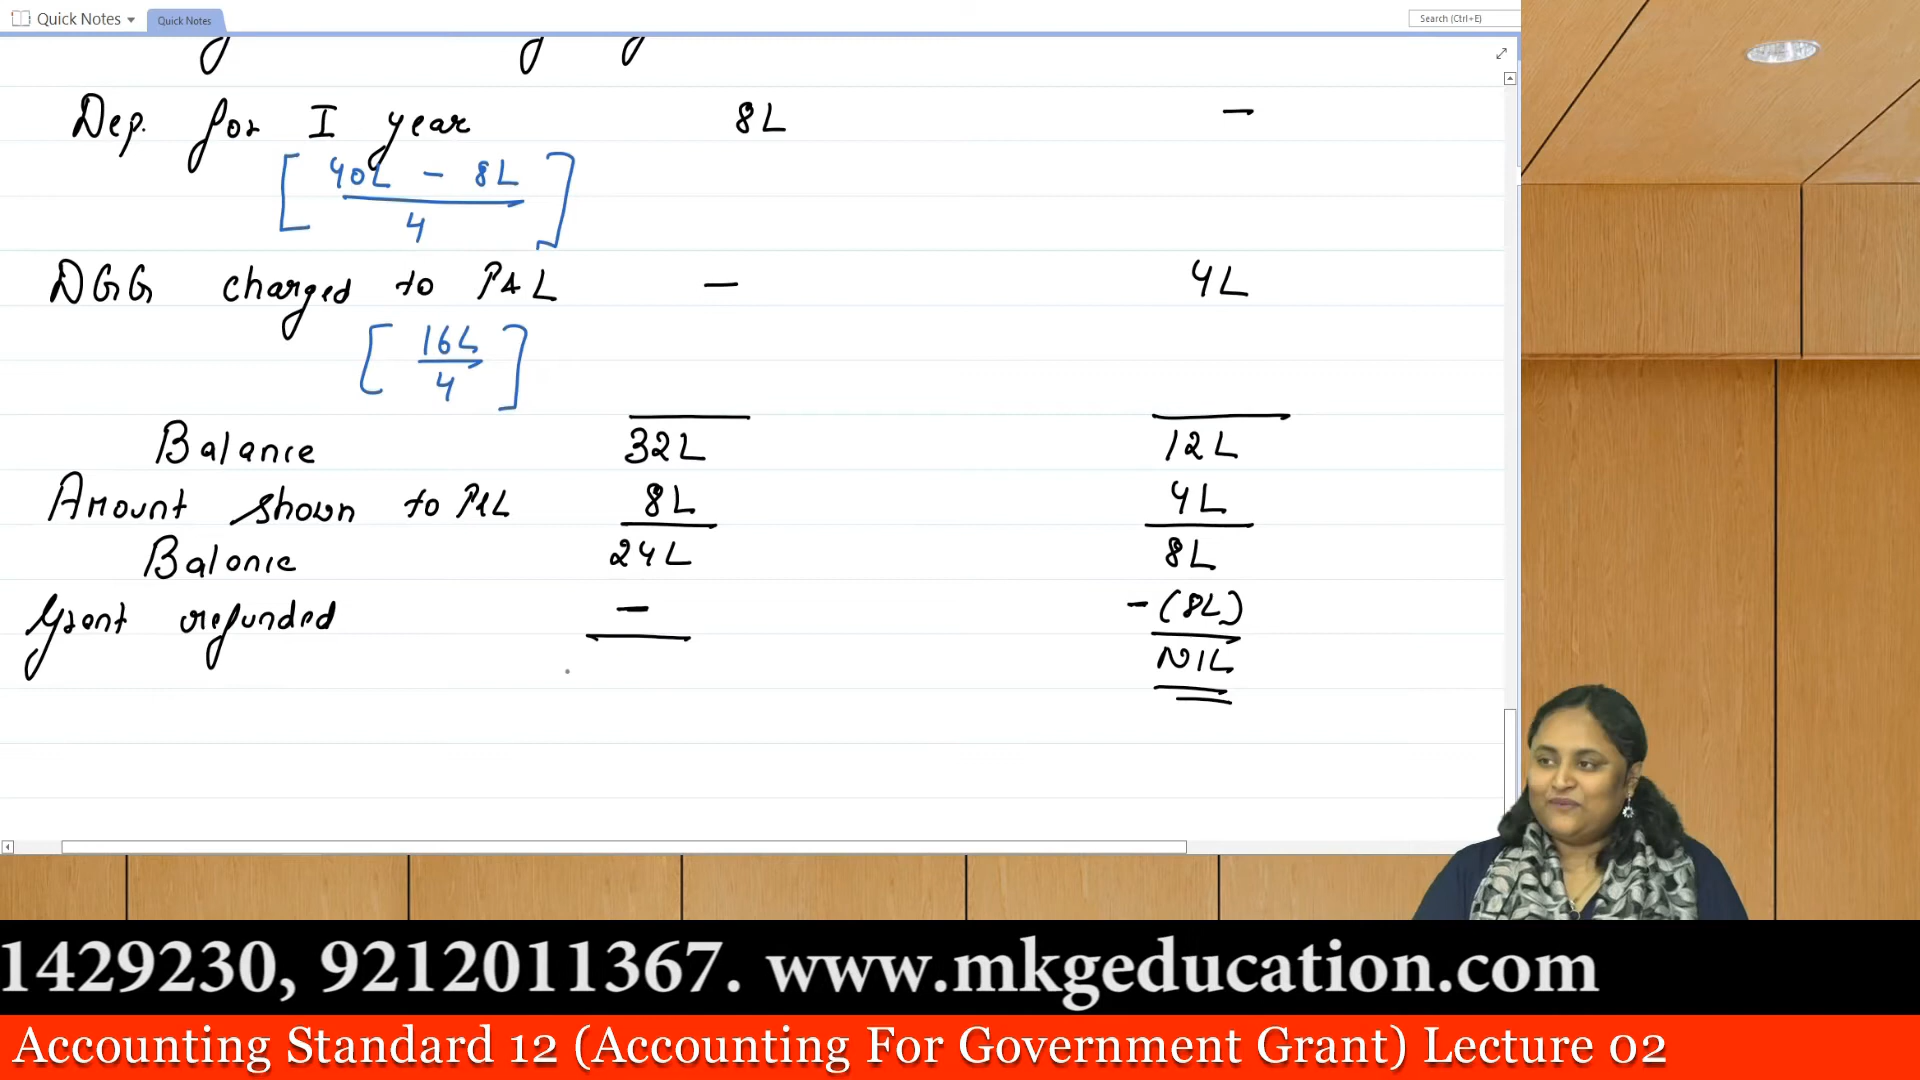 Quick Notes
Quick Notes
Search (Ctrl+E)
Dep. for I year 8L –
[ 40L – 8L
4 ]
DGG charged to P&L – 4L
[ 16L
4 ]
Balance 32L 12L
Amount shown to P&L 8L 4L
Balance 24L 8L
Grant refunded – –(8L)
NIL
1429230, 9212011367. www.mkgeducation.com
Accounting Standard 12 (Accounting For Government Grant) Lecture 02